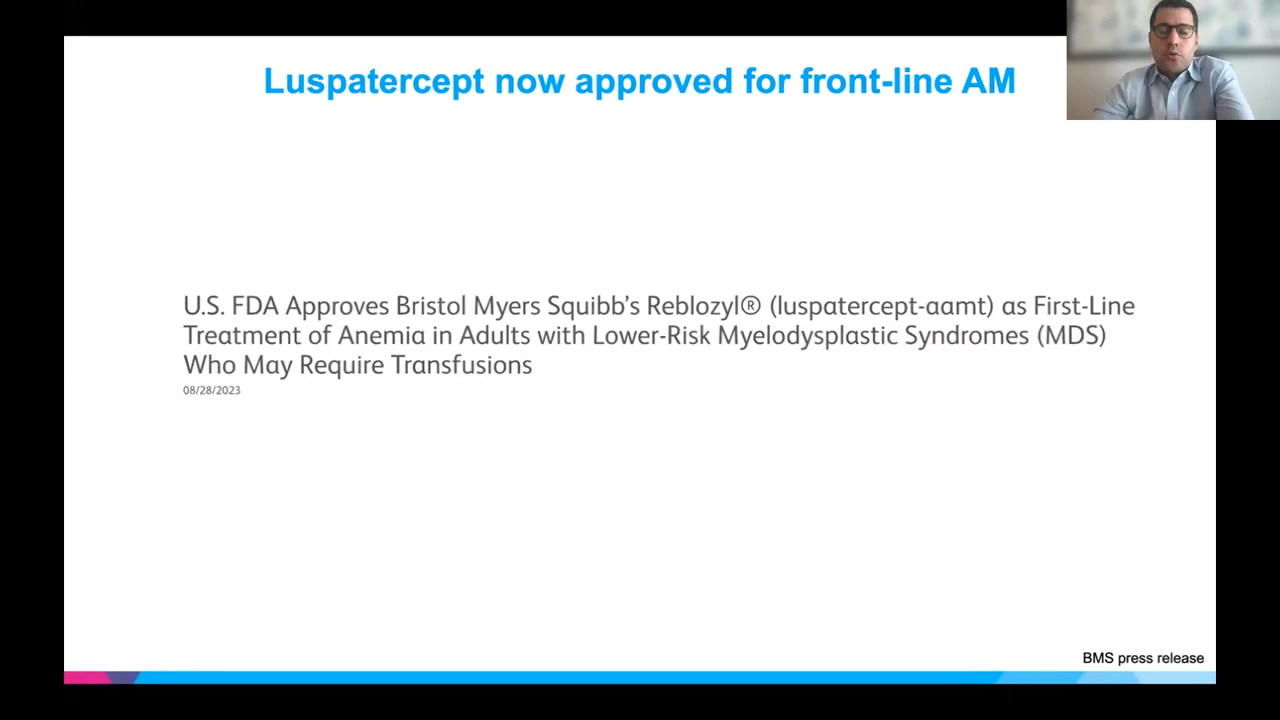 Luspatercept now approved for front-line AM
U.S. FDA Approves Bristol Myers Squibb’s Reblozyl® (luspatercept-aamt) as First-Line
Treatment of Anemia in Adults with Lower-Risk Myelodysplastic Syndromes (MDS)
Who May Require Transfusions
08/28/2023
BMS press release